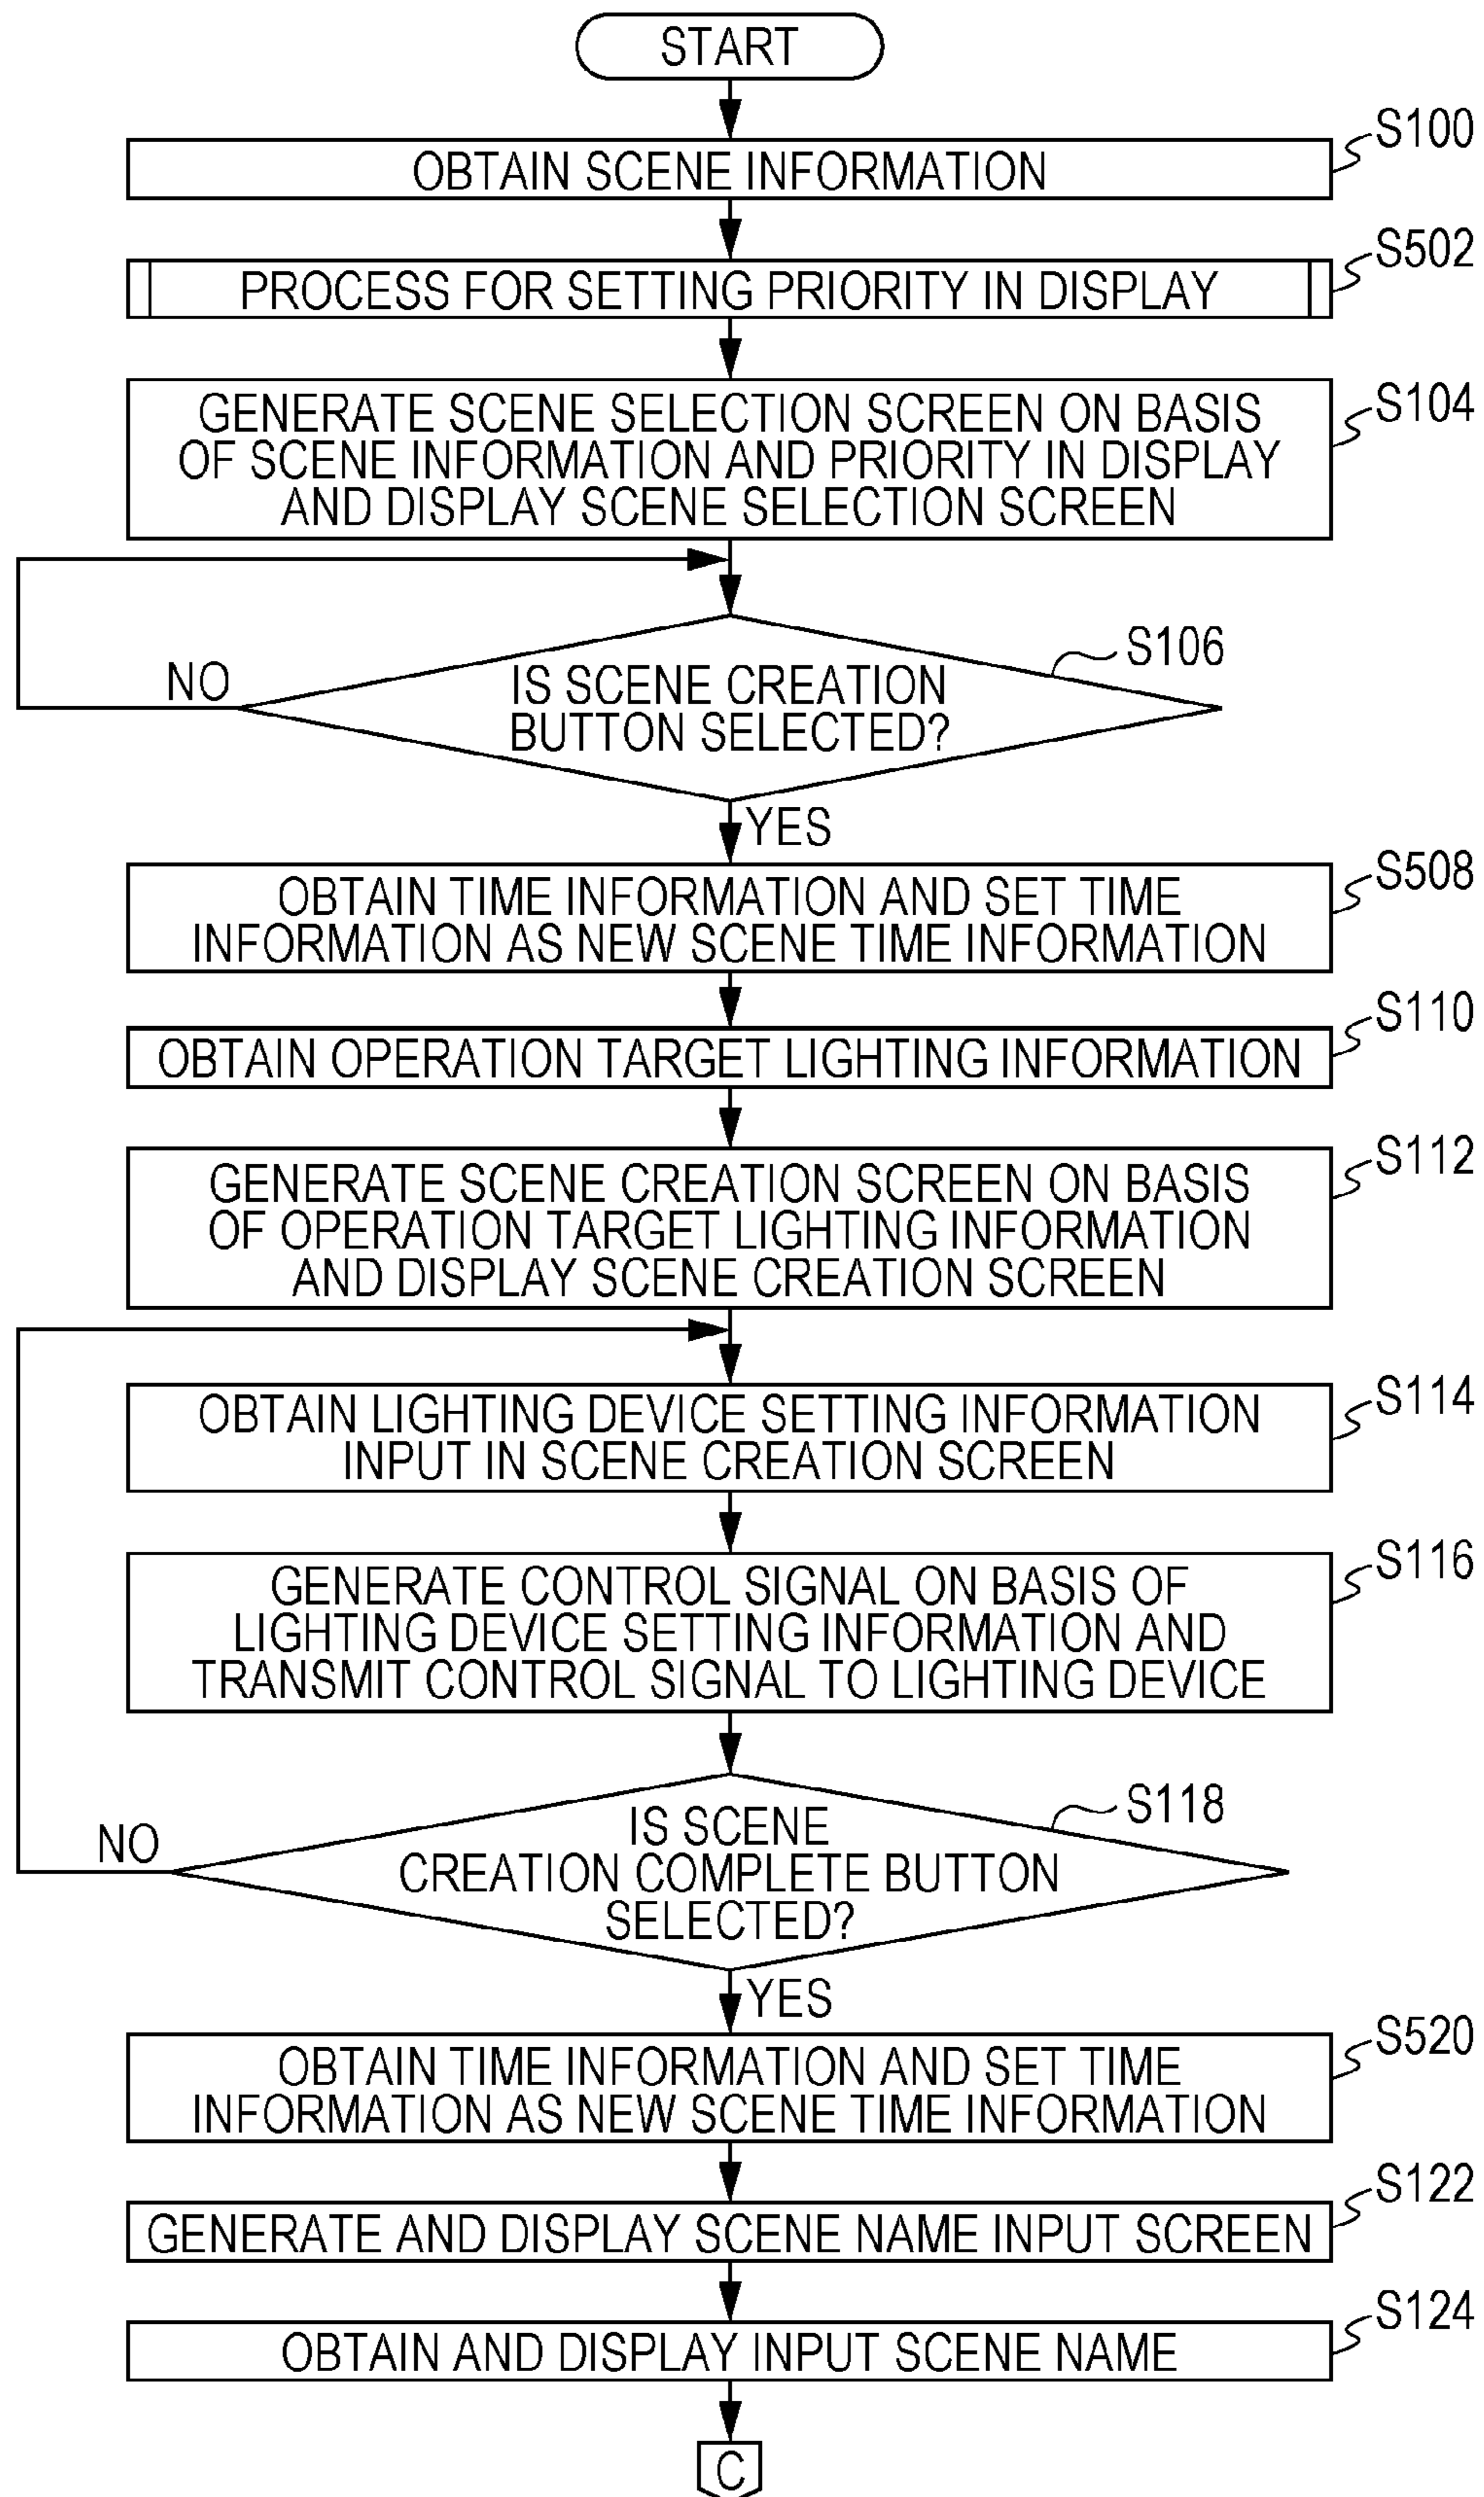 START
S100
OBTAIN SCENE INFORMATION
S502
PROCESS FOR SETTING PRIORITY IN DISPLAY
S104
GENERATE SCENE SELECTION SCREEN ON BASIS
OF SCENE INFORMATION AND PRIORITY IN DISPLAY
AND DISPLAY SCENE SELECTION SCREEN
S106
NO
IS SCENE CREATION
BUTTON SELECTED?
YES
S508
OBTAIN TIME INFORMATION AND SET TIME
INFORMATION AS NEW SCENE TIME INFORMATION
S110
OBTAIN OPERATION TARGET LIGHTING INFORMATION
S112
GENERATE SCENE CREATION SCREEN ON BASIS
OF OPERATION TARGET LIGHTING INFORMATION
AND DISPLAY SCENE CREATION SCREEN
S114
OBTAIN LIGHTING DEVICE SETTING INFORMATION
INPUT IN SCENE CREATION SCREEN
S116
GENERATE CONTROL SIGNAL ON BASIS OF
LIGHTING DEVICE SETTING INFORMATION AND
TRANSMIT CONTROL SIGNAL TO LIGHTING DEVICE
S118
NO
IS SCENE
CREATION COMPLETE BUTTON
SELECTED?
YES
S520
OBTAIN TIME INFORMATION AND SET TIME
INFORMATION AS NEW SCENE TIME INFORMATION
S122
GENERATE AND DISPLAY SCENE NAME INPUT SCREEN
S124
OBTAIN AND DISPLAY INPUT SCENE NAME
C